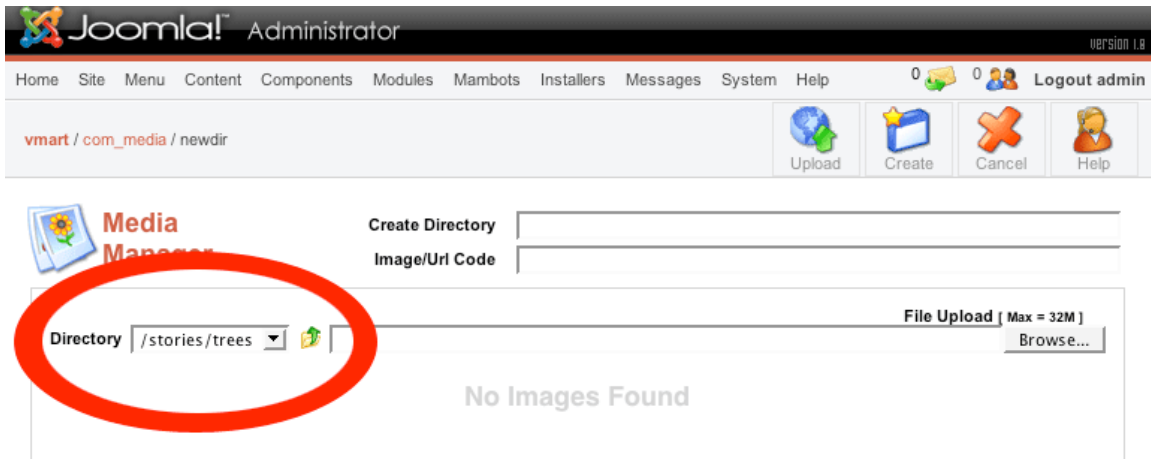 Joomla!™ Administrator
version 1.0
Home Site Menu Content Components Modules Mambots Installers Messages System Help 0 0 Logout admin
vmart / com_media / newdir
Upload Create Cancel Help
Media
Manager
Create Directory
Image/Url Code
File Upload [ Max = 32M ]
Directory /stories/trees Browse...
No Images Found